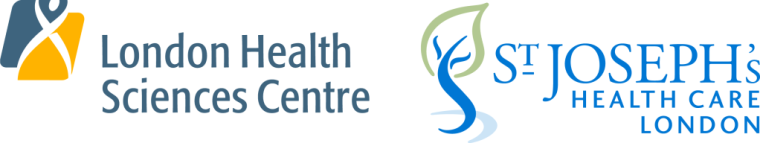 London Health
Sciences Centre
ST JOSEPH's
HEALTH CARE
LONDON